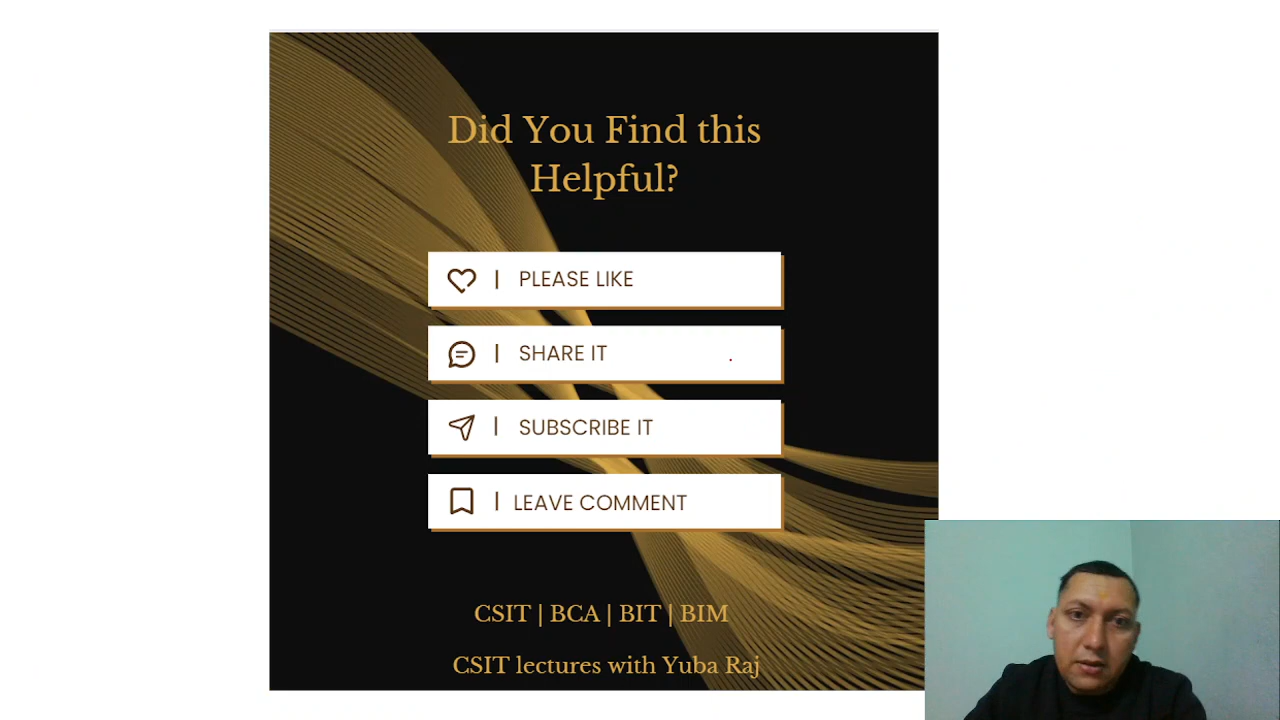 Did You Find this
Helpful?
| PLEASE LIKE
| SHARE IT
| SUBSCRIBE IT
| LEAVE COMMENT
CSIT | BCA | BIT | BIM
CSIT lectures with Yuba Raj